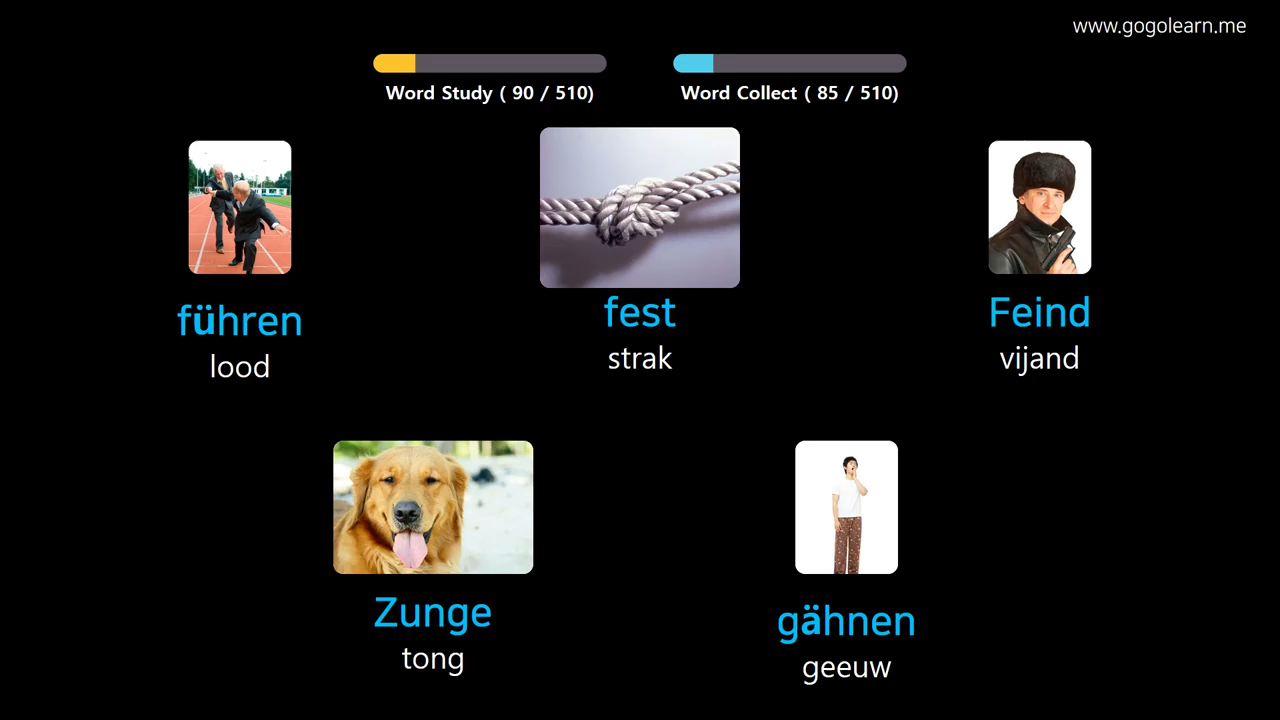 www.gogolearn.me
Word Study ( 90 / 510)
Word Collect ( 85 / 510)
führen
lood
fest
strak
Feind
vijand
Zunge
tong
gähnen
geeuw